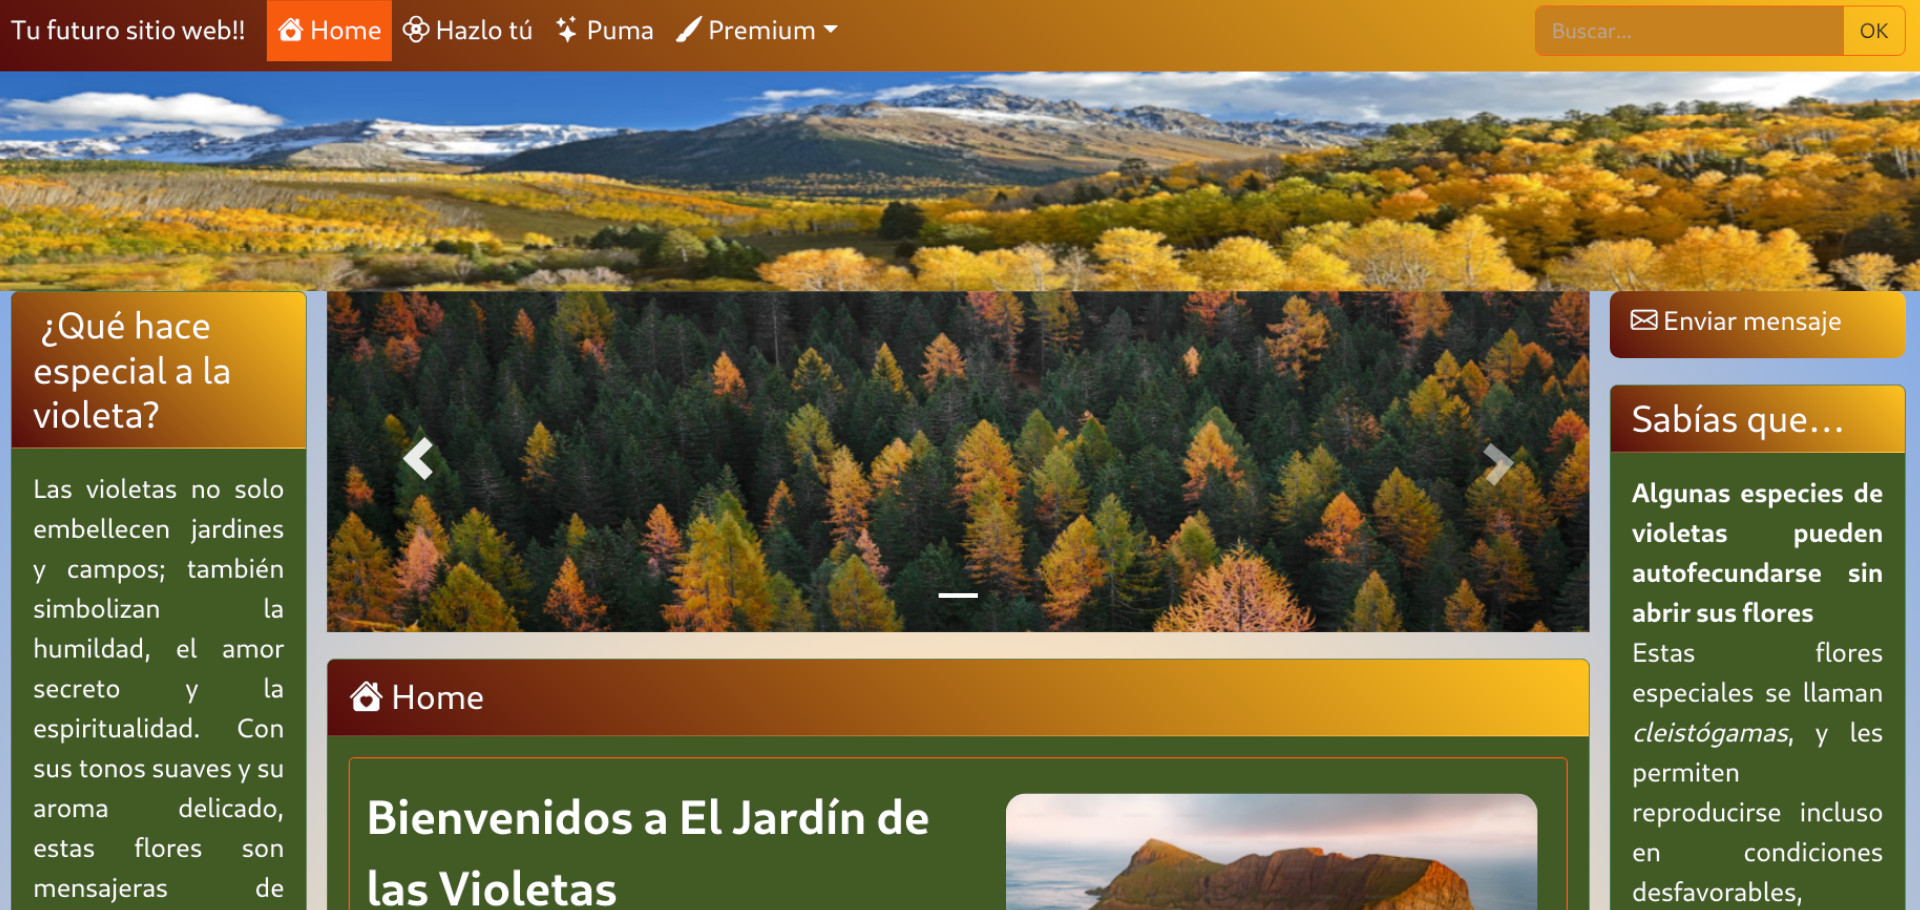 Tu futuro sitio web!! Home Hazlo tú Puma Premium Buscar... OK
¿Qué hace
especial a la
violeta?
Las violetas no solo
embellecen jardines
y campos; también
simbolizan la
humildad, el amor
secreto y la
espiritualidad. Con
sus tonos suaves y su
aroma delicado,
estas flores son
mensajeras de
Home
Bienvenidos a El Jardín de
las Violetas
Enviar mensaje
Sabías que...
Algunas especies de
violetas pueden
autofecundarse sin
abrir sus flores
Estas flores
especiales se llaman
cleistógamas, y les
permiten
reproducirse incluso
en condiciones
desfavorables,